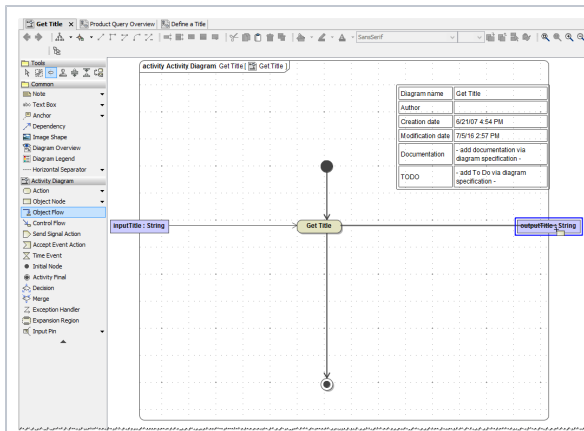 Get Title
Product Query Overview
Define a Title
SansSerif
Tools
Common
Note
Text Box
Anchor
Dependency
Image Shape
Diagram Overview
Diagram Legend
Horizontal Separator
Activity Diagram
Action
Object Node
Object Flow
Control Flow
Send Signal Action
Accept Event Action
Time Event
Initial Node
Activity Final
Decision
Merge
Exception Handler
Expansion Region
Input Pin
activity Activity Diagram Get Title [ Get Title ]
Diagram name Get Title
Author
Creation date 6/21/07 4:54 PM
Modification date 7/5/16 2:57 PM
Documentation - add documentation via
diagram specification -
TODO - add To Do via diagram
specification -
inputTitle : String
Get Title
outputTitle : String